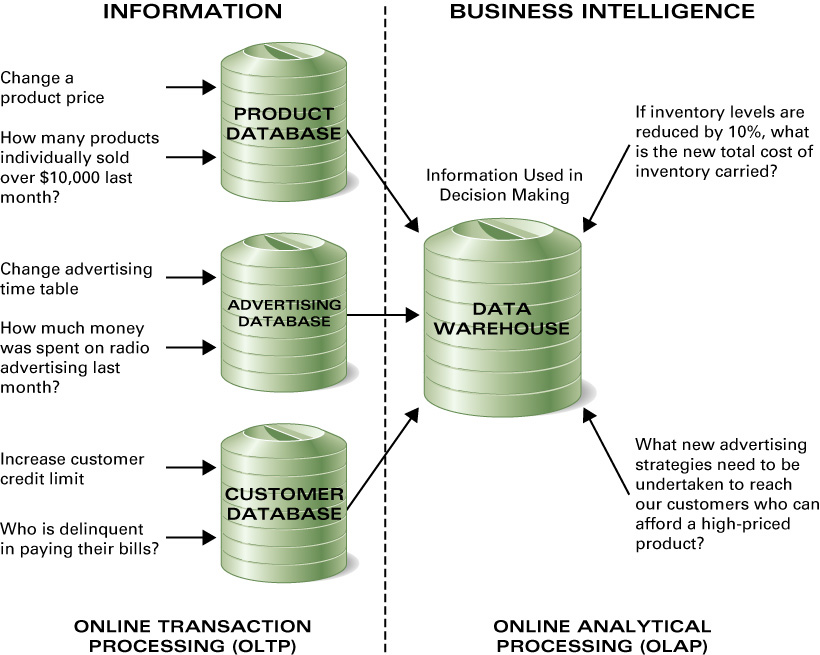 INFORMATION
BUSINESS INTELLIGENCE
Change a
product price
How many products
individually sold
over $10,000 last
month?
PRODUCT
DATABASE
Change advertising
time table
How much money
was spent on radio
advertising last
month?
ADVERTISING
DATABASE
Increase customer
credit limit
Who is delinquent
in paying their bills?
CUSTOMER
DATABASE
Information Used in
Decision Making
DATA
WAREHOUSE
If inventory levels are
reduced by 10%, what
is the new total cost of
inventory carried?
What new advertising
strategies need to be
undertaken to reach
our customers who can
afford a high-priced
product?
ONLINE TRANSACTION
PROCESSING (OLTP)
ONLINE ANALYTICAL
PROCESSING (OLAP)